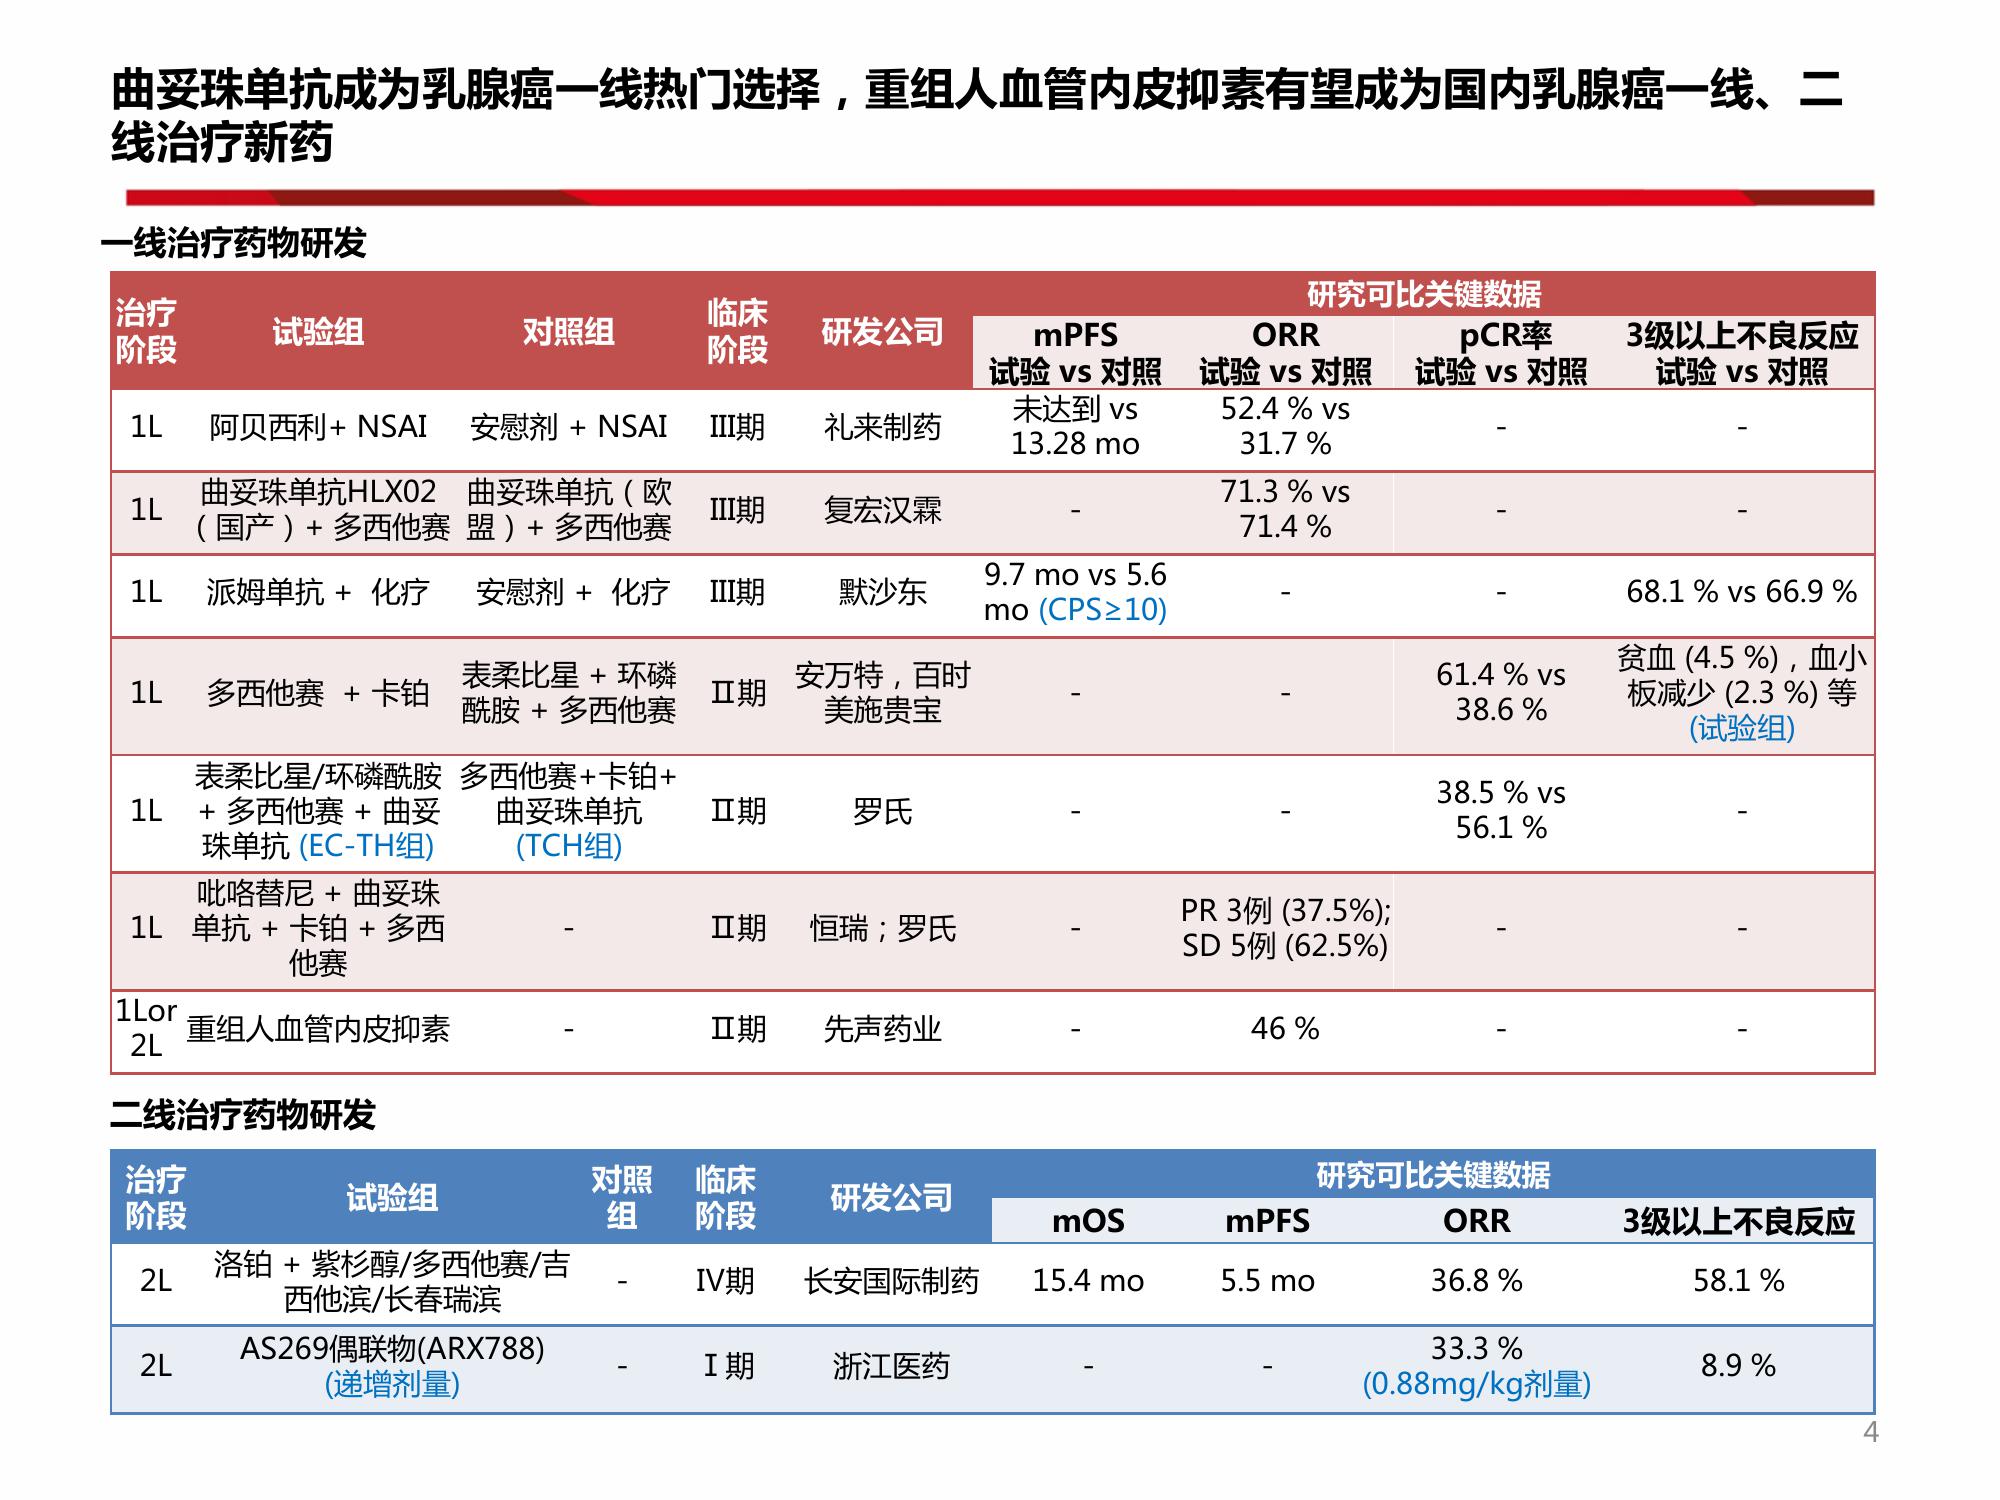 曲妥珠单抗成为乳腺癌一线热门选择，重组人血管内皮抑素有望成为国内乳腺癌一线、二
线治疗新药
一线治疗药物研发
治疗
阶段
试验组
对照组
临床
阶段
研发公司
研究可比关键数据
mPFS
试验 vs 对照
ORR
试验 vs 对照
pCR率
试验 vs 对照
3级以上不良反应
试验 vs 对照
1L
阿贝西利+ NSAI
安慰剂 + NSAI
III期
礼来制药
未达到 vs
13.28 mo
52.4 % vs
31.7 %
-
-
1L
曲妥珠单抗HLX02
（国产）+ 多西他赛
曲妥珠单抗（欧
盟）+ 多西他赛
III期
复宏汉霖
-
71.3 % vs
71.4 %
-
-
1L
派姆单抗 + 化疗
安慰剂 + 化疗
III期
默沙东
9.7 mo vs 5.6
mo (CPS≥10)
-
-
68.1 % vs 66.9 %
1L
多西他赛 + 卡铂
表柔比星 + 环磷
酰胺 + 多西他赛
II期
安万特，百时
美施贵宝
-
-
61.4 % vs
38.6 %
贫血 (4.5 %)，血小
板减少 (2.3 %) 等
(试验组)
1L
表柔比星/环磷酰胺
+ 多西他赛 + 曲妥
珠单抗 (EC-TH组)
多西他赛+卡铂+
曲妥珠单抗
(TCH组)
II期
罗氏
-
-
38.5 % vs
56.1 %
-
1L
吡咯替尼 + 曲妥珠
单抗 + 卡铂 + 多西
他赛
-
II期
恒瑞；罗氏
-
PR 3例 (37.5%);
SD 5例 (62.5%)
-
-
1Lor
2L
重组人血管内皮抑素
-
II期
先声药业
-
46 %
-
-
二线治疗药物研发
治疗
阶段
试验组
对照
组
临床
阶段
研发公司
研究可比关键数据
mOS
mPFS
ORR
3级以上不良反应
2L
洛铂 + 紫杉醇/多西他赛/吉
西他滨/长春瑞滨
-
IV期
长安国际制药
15.4 mo
5.5 mo
36.8 %
58.1 %
2L
AS269偶联物(ARX788)
(递增剂量)
-
I 期
浙江医药
-
-
33.3 %
(0.88mg/kg剂量)
8.9 %
4